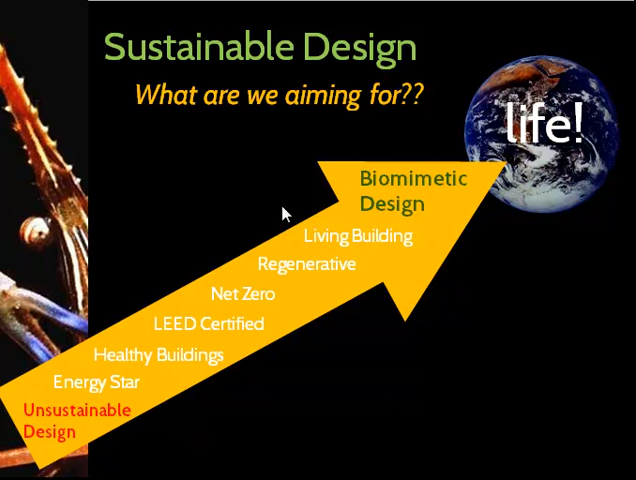 Sustainable Design
What are we aiming for??
life!
Biomimetic
Design
Living Building
Regenerative
Net Zero
LEED Certified
Healthy Buildings
Energy Star
Unsustainable
Design